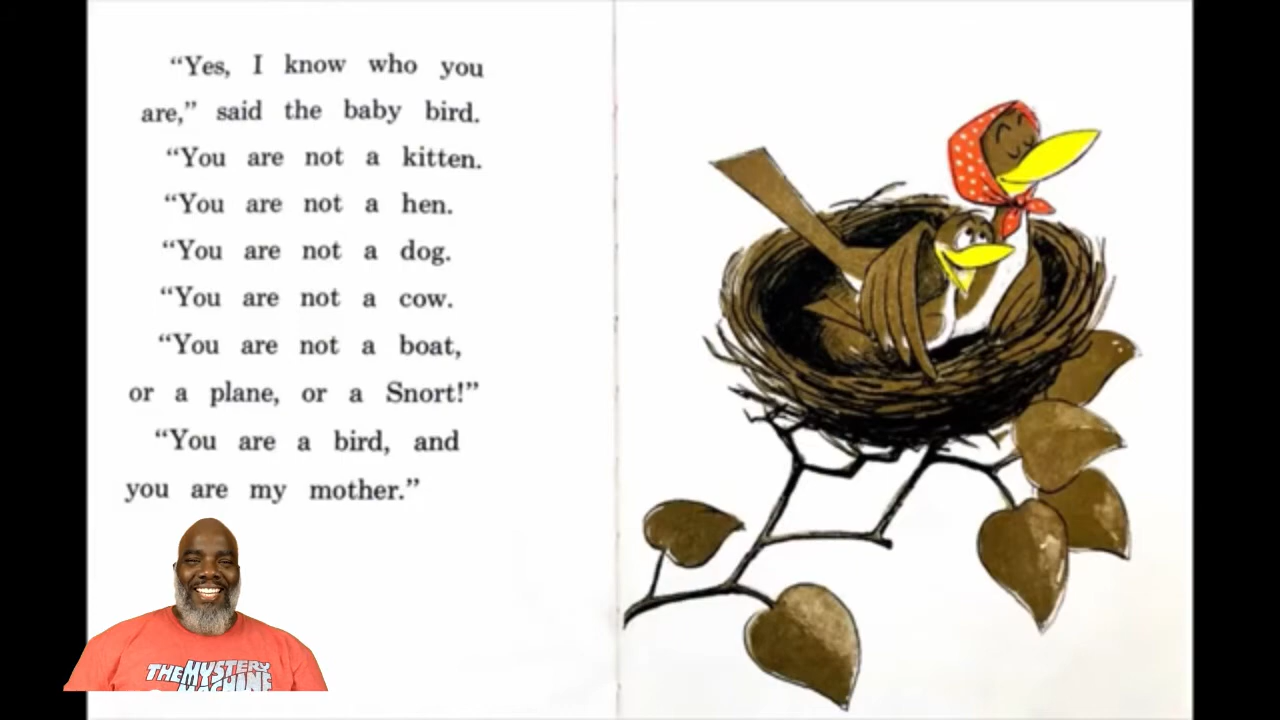 “Yes, I know who you
are,” said the baby bird.
“You are not a kitten.
“You are not a hen.
“You are not a dog.
“You are not a cow.
“You are not a boat,
or a plane, or a Snort!”
“You are a bird, and
you are my mother.”
THE MYSTERY
MACHINE